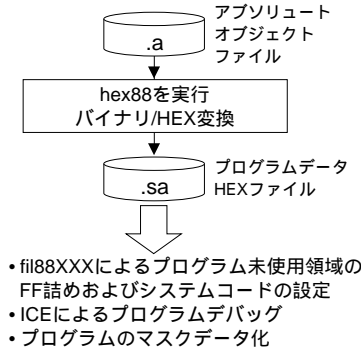 アブソリュート
オブジェクト
ファイル
.a
hex88を実行
バイナリ/HEX変換
プログラムデータ
HEXファイル
.sa
• fil88XXXによるプログラム未使用領域の
FF詰めおよびシステムコードの設定
• ICEによるプログラムデバッグ
• プログラムのマスクデータ化